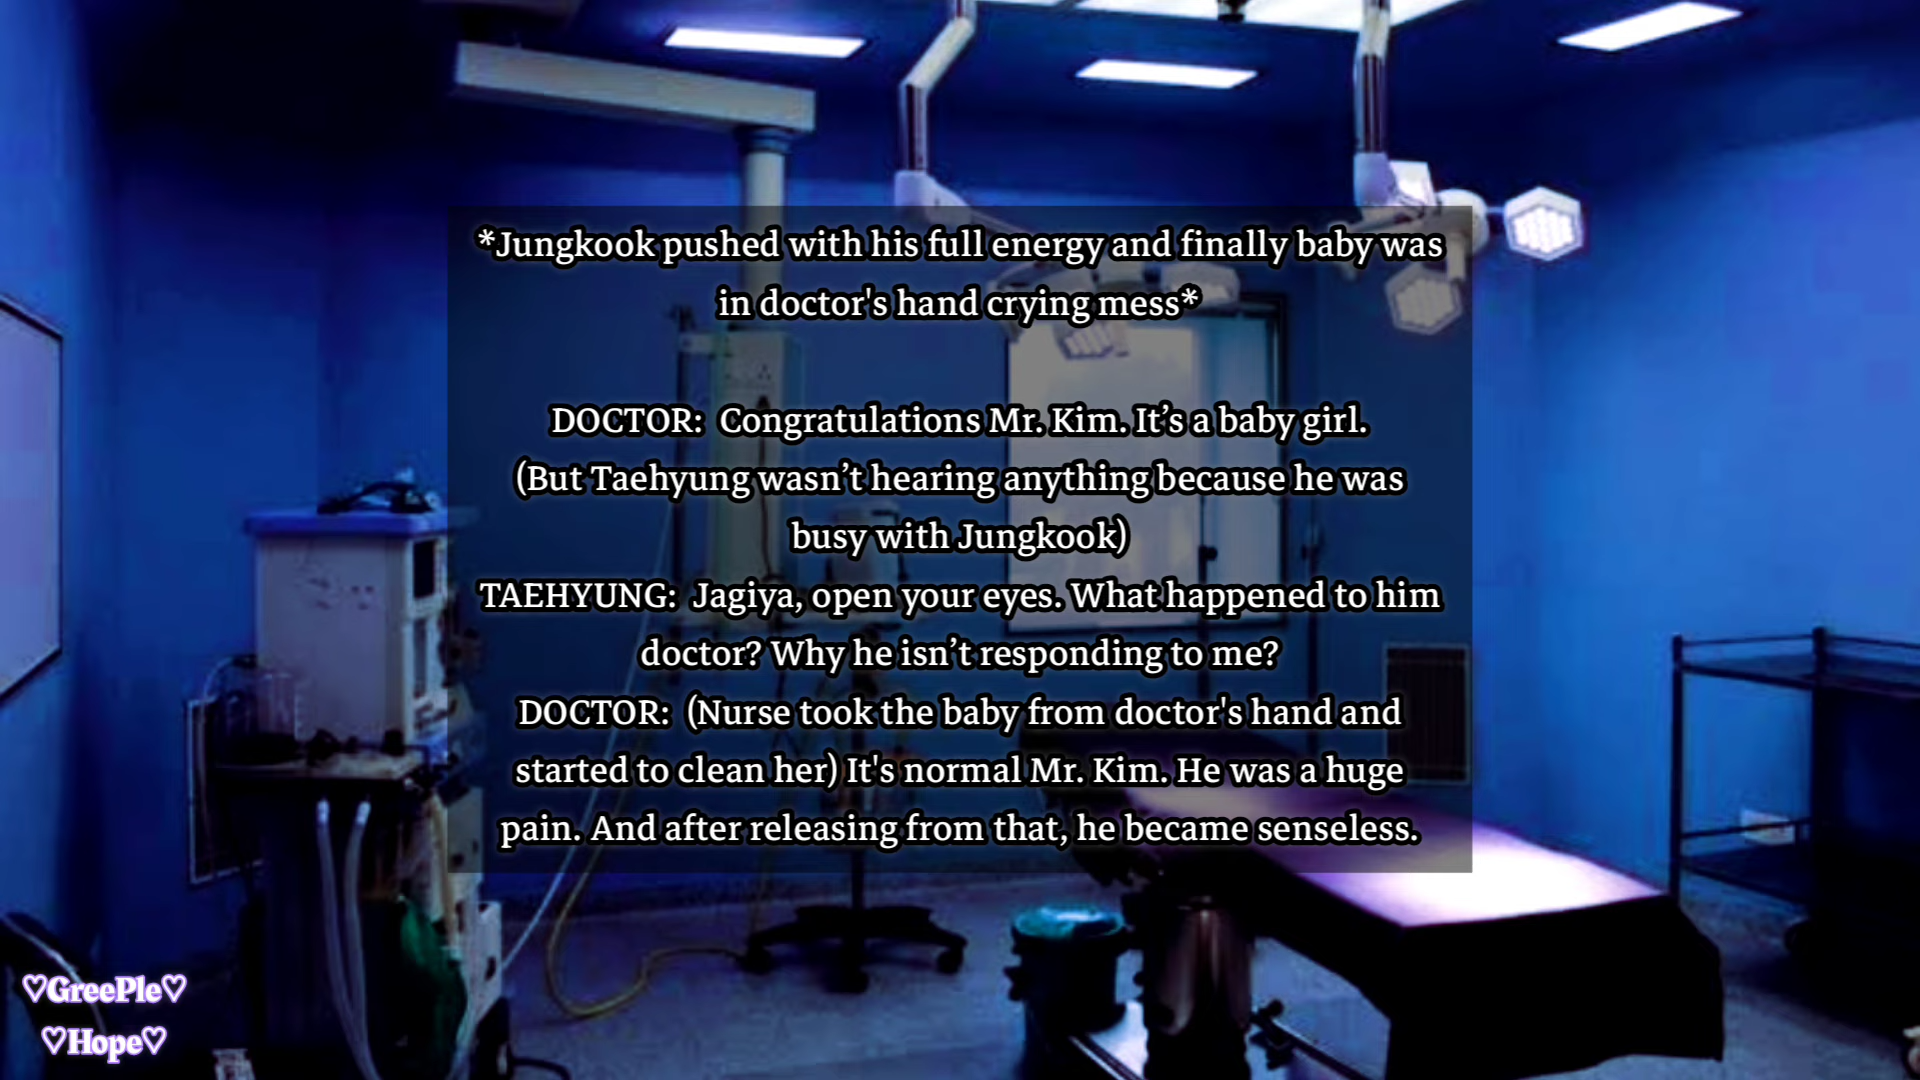 *Jungkook pushed with his full energy and finally baby was
in doctor's hand crying mess*
DOCTOR: Congratulations Mr. Kim. It’s a baby girl.
(But Taehyung wasn’t hearing anything because he was
busy with Jungkook)
TAEHYUNG: Jagiya, open your eyes. What happened to him
doctor? Why he isn’t responding to me?
DOCTOR: (Nurse took the baby from doctor's hand and
started to clean her) It's normal Mr. Kim. He was a huge
pain. And after releasing from that, he became senseless.
♡GreePle♡
♡Hope♡